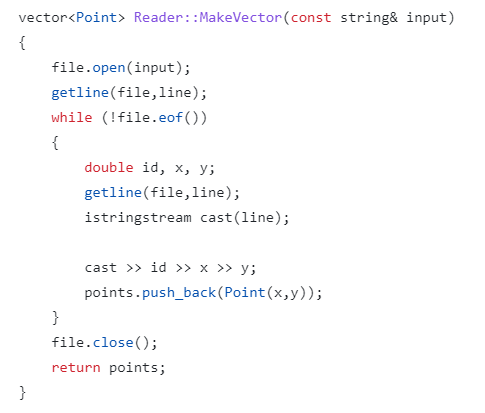 vector<Point> Reader::MakeVector(const string& input)
{
    file.open(input);
    getline(file,line);
    while (!file.eof())
    {
        double id, x, y;
        getline(file,line);
        istringstream cast(line);

        cast >> id >> x >> y;
        points.push_back(Point(x,y));
    }
    file.close();
    return points;
}